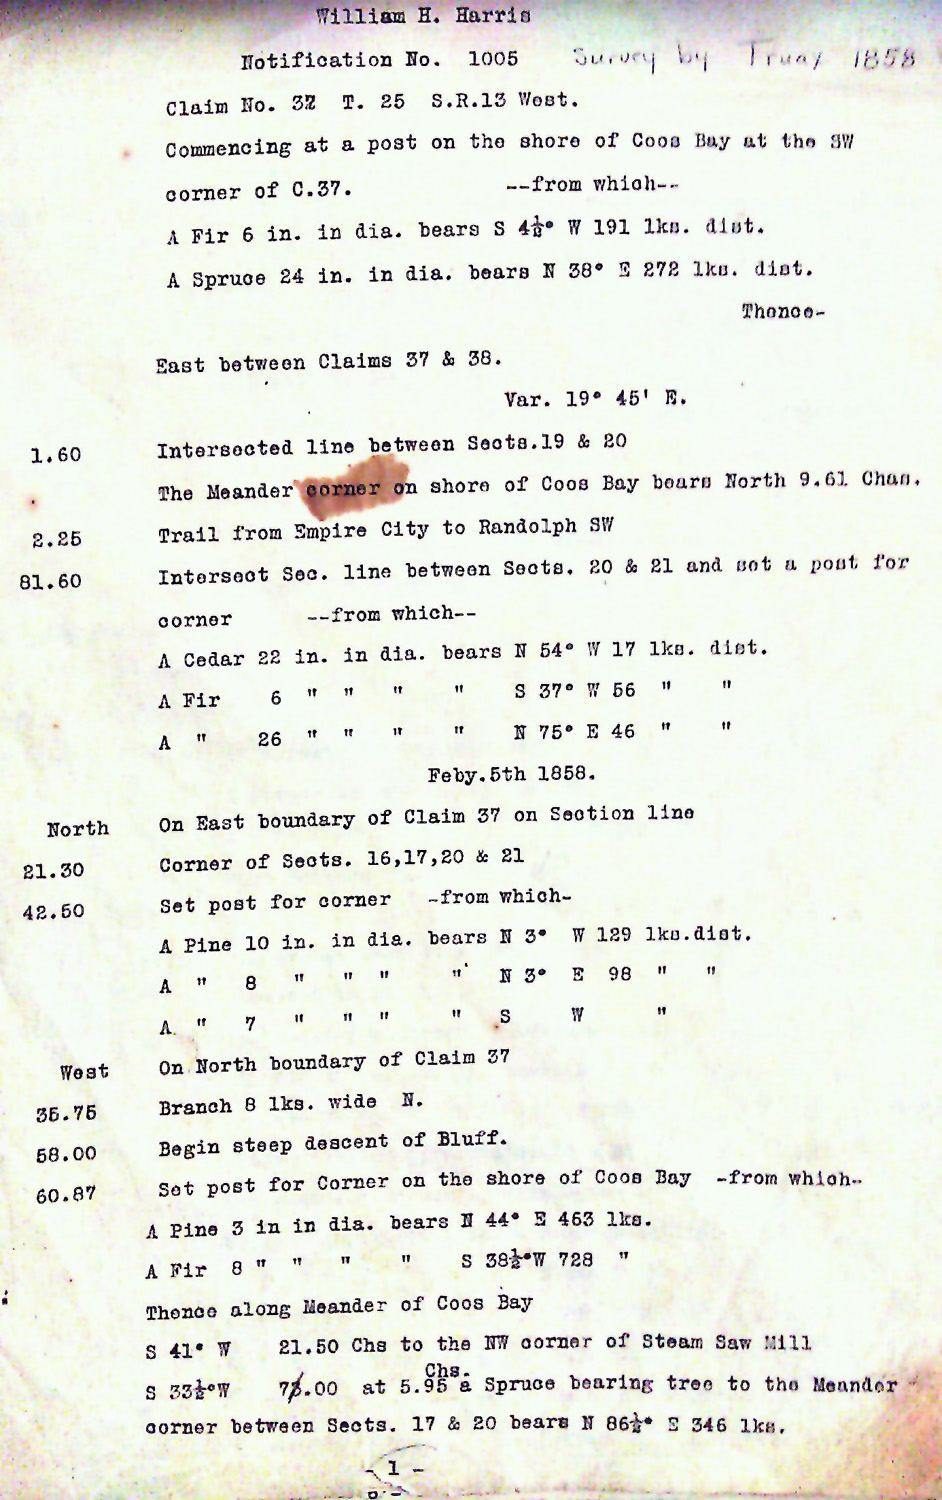 William H. Harris
Notification No. 1005 Survey by 1858
Claim No. 37 T. 25 S.R.13 West.
Commencing at a post on the shore of Coos Bay at the SW
corner of C.37. --from which--
A Fir 6 in. in dia. bears S 4½° W 191 lks. dist.
A Spruce 24 in. in dia. bears N 38° E 272 lks. dist.
Thence-
East between Claims 37 & 38.
Var. 19° 45' E.
1.60 Intersected line between Sects.19 & 20
The Meander corner on shore of Coos Bay bears North 9.61 Chas.
2.25 Trail from Empire City to Randolph SW
81.60 Intersect Sec. line between Sects. 20 & 21 and set a post for
corner --from which--
A Cedar 22 in. in dia. bears N 54° W 17 lks. dist.
A Fir 6 " " " " S 37° W 56 " "
A " 26 " " " " N 75° E 46 " "
Feby.5th 1858.
North On East boundary of Claim 37 on Section line
21.30 Corner of Sects. 16,17,20 & 21
42.50 Set post for corner -from which-
A Pine 10 in. in dia. bears N 3° W 129 lks.dist.
A " 8 " " " " N 3° E 98 " "
A. " 7 " " " " S W "
West On North boundary of Claim 37
35.75 Branch 8 lks. wide N.
58.00 Begin steep descent of Bluff.
60.87 Set post for Corner on the shore of Coos Bay -from which--
A Pine 3 in in dia. bears N 44° E 463 lks.
A Fir 8 " " " " S 38½°W 728 "
Thence along Meander of Coos Bay
S 41° W 21.50 Chs to the NW corner of Steam Saw Mill
Chs.
S 33½°W .00 at 5.95 a Spruce bearing tree to the Meander
corner between Sects. 17 & 20 bears N 86½° E 346 lks.
- 1 -